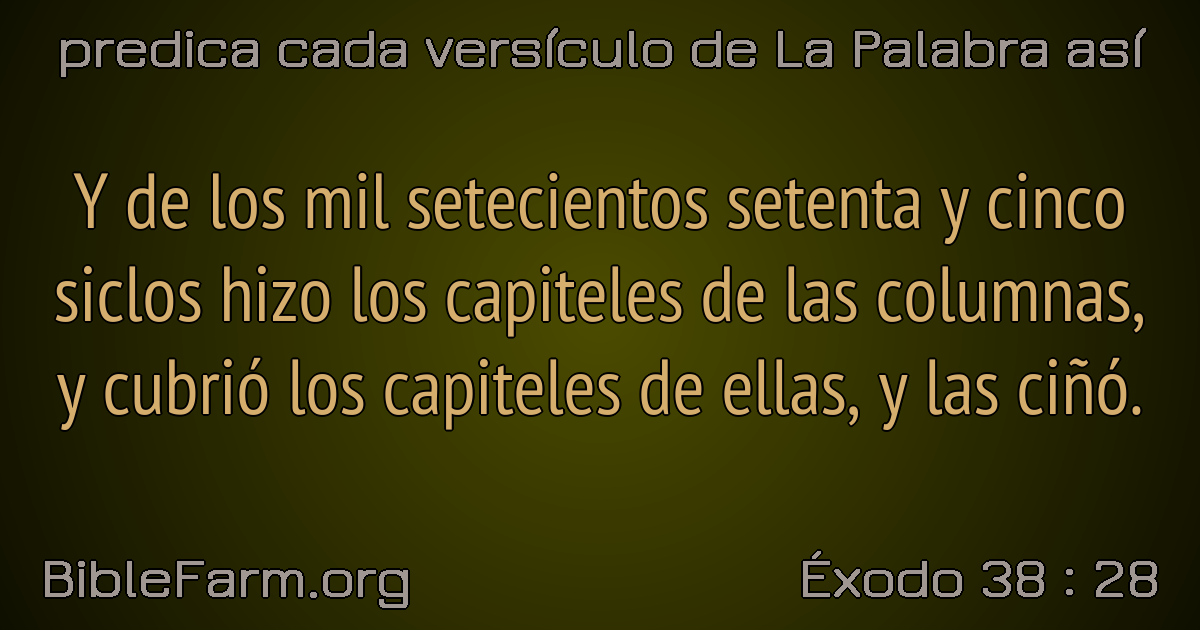 predica cada versículo de La Palabra así
Y de los mil setecientos setenta y cinco
siclos hizo los capiteles de las columnas,
y cubrió los capiteles de ellas, y las ciñó.
BibleFarm.org
Éxodo 38 : 28